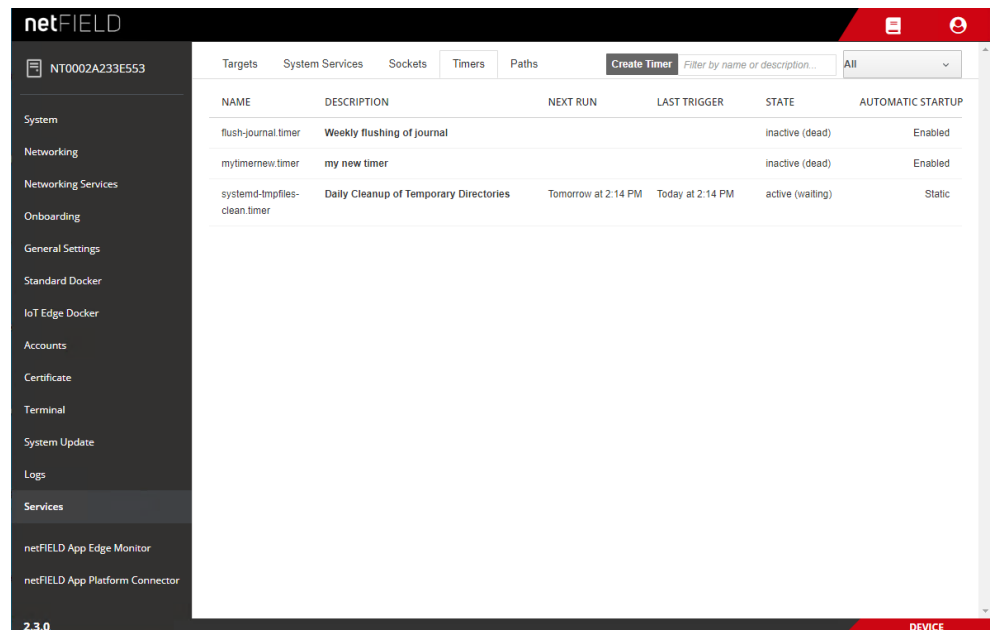 netFIELD
NT0002A233E553
System
Networking
Networking Services
Onboarding
General Settings
Standard Docker
IoT Edge Docker
Accounts
Certificate
Terminal
System Update
Logs
Services
netFIELD App Edge Monitor
netFIELD App Platform Connector
2.3.0
Targets System Services Sockets Timers Paths Create Timer Filter by name or description... All
NAME DESCRIPTION NEXT RUN LAST TRIGGER STATE AUTOMATIC STARTUP
flush-journal.timer Weekly flushing of journal inactive (dead) Enabled
mytimernew.timer my new timer inactive (dead) Enabled
systemd-tmpfiles- Daily Cleanup of Temporary Directories Tomorrow at 2:14 PM Today at 2:14 PM active (waiting) Static
clean.timer
DEVICE